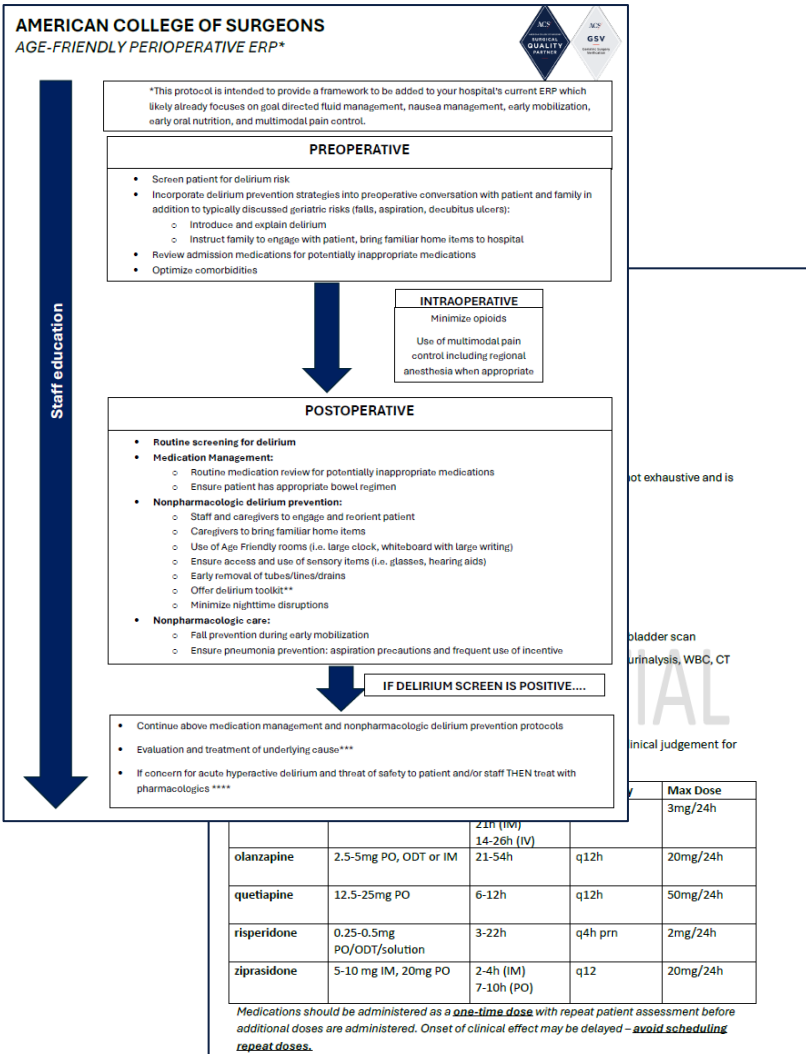 AMERICAN COLLEGE OF SURGEONS
AGE-FRIENDLY PERIOPERATIVE ERP*
ACS
SURGICAL
QUALITY
PARTNER
ACS
GSV
*This protocol is intended to provide a framework to be added to your hospital's current ERP which
likely already focuses on goal directed fluid management, nausea management, early mobilization,
early oral nutrition, and multimodal pain control.
Staff education
PREOPERATIVE
• Screen patient for delirium risk
• Incorporate delirium prevention strategies into preoperative conversation with patient and family in
addition to typically discussed geriatric risks (falls, aspiration, decubitus ulcers):
o Introduce and explain delirium
o Instruct family to engage with patient, bring familiar home items to hospital
• Review admission medications for potentially inappropriate medications
• Optimize comorbidities
INTRAOPERATIVE
Minimize opioids
Use of multimodal pain
control including regional
anesthesia when appropriate
POSTOPERATIVE
• Routine screening for delirium
• Medication Management:
o Routine medication review for potentially inappropriate medications
o Ensure patient has appropriate bowel regimen
• Nonpharmacologic delirium prevention:
o Staff and caregivers to engage and reorient patient
o Caregivers to bring familiar home items
o Use of Age Friendly rooms (i.e. large clock, whiteboard with large writing)
o Ensure access and use of sensory items (i.e. glasses, hearing aids)
o Early removal of tubes/lines/drains
o Offer delirium toolkit**
o Minimize nighttime disruptions
• Nonpharmacologic care:
o Fall prevention during early mobilization
o Ensure pneumonia prevention: aspiration precautions and frequent use of incentive
IF DELIRIUM SCREEN IS POSITIVE....
• Continue above medication management and nonpharmacologic delirium prevention protocols
• Evaluation and treatment of underlying cause***
• If concern for acute hyperactive delirium and threat of safety to patient and/or staff THEN treat with
pharmacologics ****
not exhaustive and is
bladder scan
urinalysis, WBC, CT
IAL
clinical judgement for
y Max Dose
3mg/24h
21h (IM)
14-26h (IV)
olanzapine 2.5-5mg PO, ODT or IM 21-54h q12h 20mg/24h
quetiapine 12.5-25mg PO 6-12h q12h 50mg/24h
risperidone 0.25-0.5mg 3-22h q4h prn 2mg/24h
PO/ODT/solution
ziprasidone 5-10 mg IM, 20mg PO 2-4h (IM) q12 20mg/24h
7-10h (PO)
Medications should be administered as a one-time dose with repeat patient assessment before
additional doses are administered. Onset of clinical effect may be delayed – avoid scheduling
repeat doses.